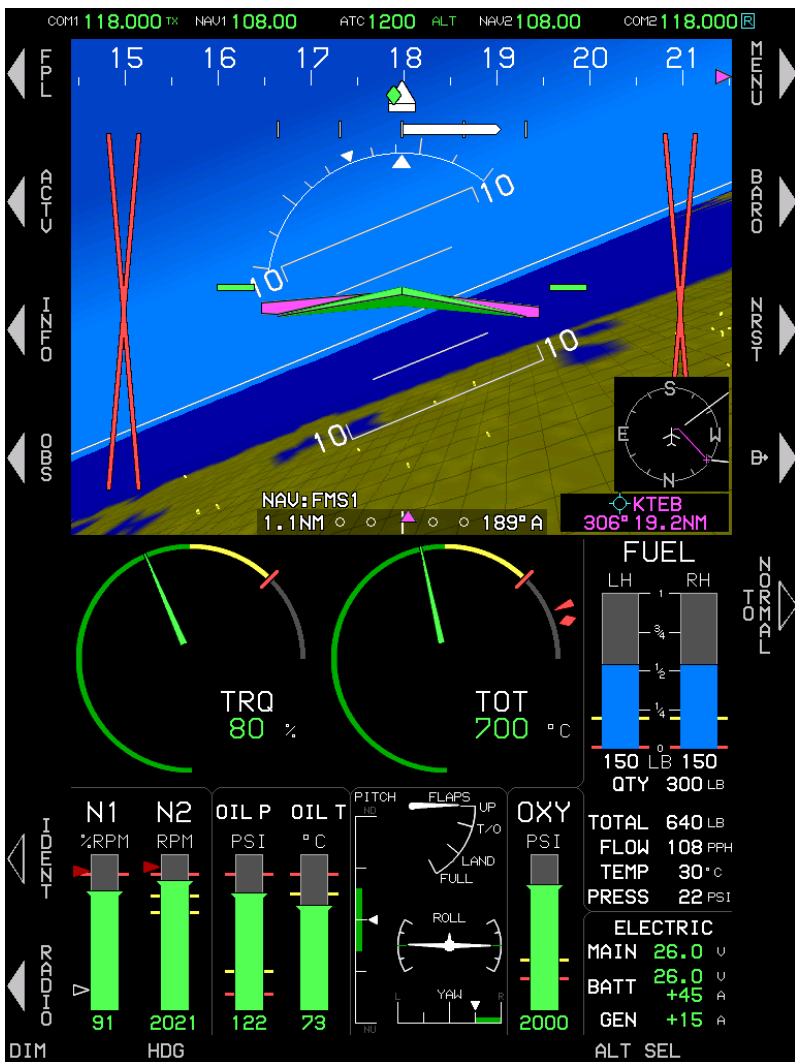 COM1 118.000 TX NAV1 108.00 ATC 1200 ALT NAV2 108.00 COM2 118.000 R
FPL
MENU
15 16 17 18 19 20 21
ACTV
BARO
10
10
INFO
NRST
10
10
OBS
S
E W
N
NAV:FMS1
1.1NM 189° A
KTEB
306° 19.2NM
FUEL
LH RH
1
3/4
1/2
1/4
0
150 LB 150
QTY 300 LB
TO NORMAL
TRQ
80 %
TOT
700 °C
N1 N2
%RPM RPM
91 2021
OIL P OIL T
PSI °C
122 73
PITCH
ND
NU
FLAPS
UP
T/O
LAND
FULL
ROLL
YAW
L R
OXY
PSI
2000
TOTAL 640 LB
FLOW 108 PPH
TEMP 30°C
PRESS 22 PSI
ELECTRIC
MAIN 26.0 V
BATT 26.0 V
+45 A
GEN +15 A
IDENT
RADIO
DIM HDG ALT SEL